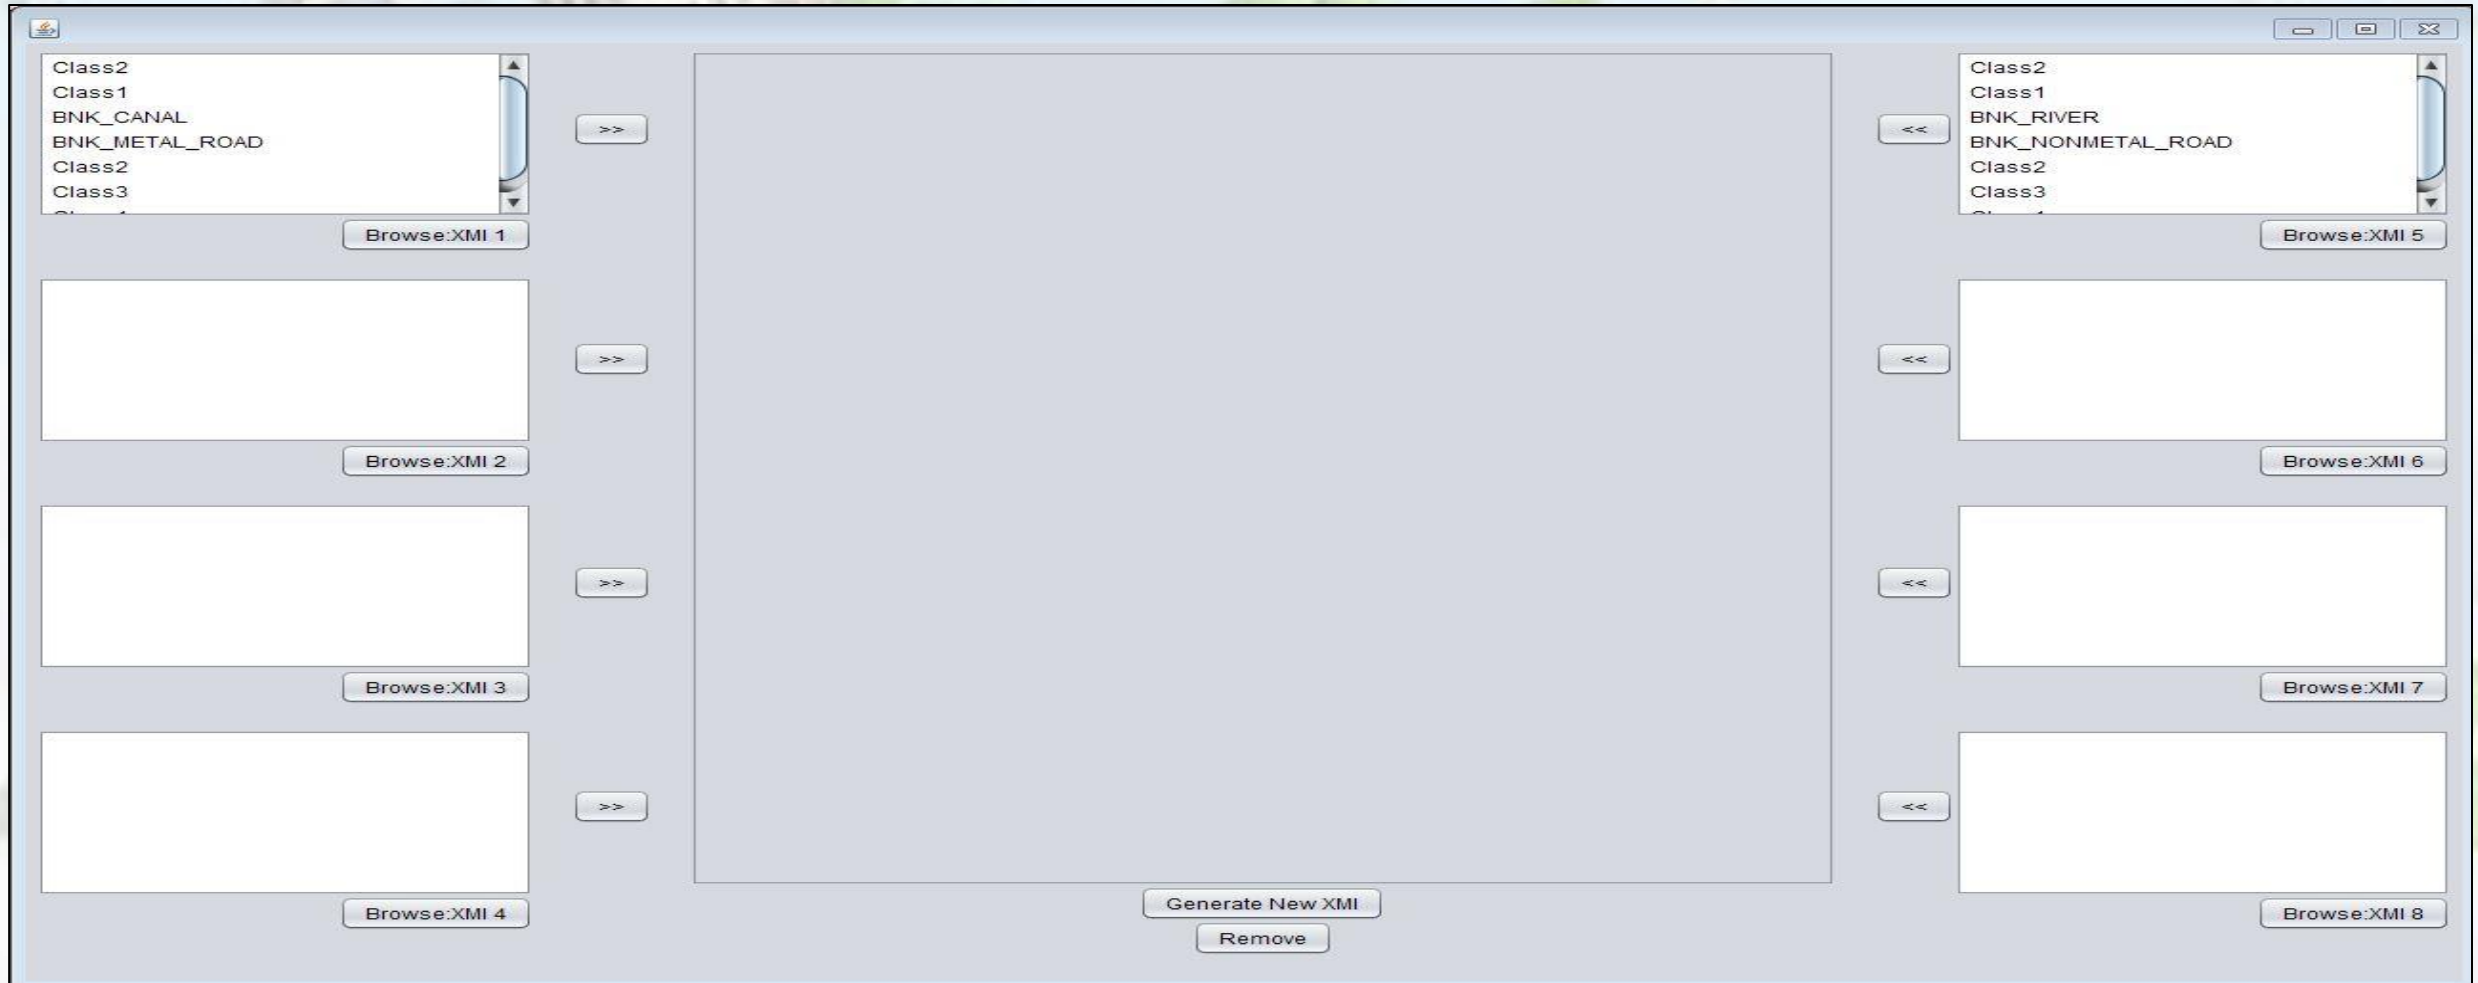 Class2
Class1
BNK_CANAL
BNK_METAL_ROAD
Class2
Class3
Browse:XMI 1
>>
Class2
Class1
BNK_RIVER
BNK_NONMETAL_ROAD
Class2
Class3
Browse:XMI 5
<<
>>
Browse:XMI 2
<<
Browse:XMI 6
>>
Browse:XMI 3
<<
Browse:XMI 7
>>
Browse:XMI 4
<<
Browse:XMI 8
Generate New XMI
Remove